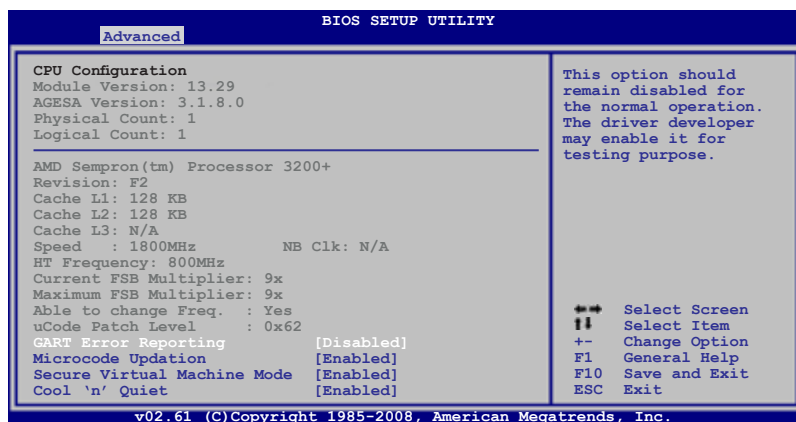 BIOS SETUP UTILITY
Advanced
CPU Configuration
Module Version: 13.29
AGESA Version: 3.1.8.0
Physical Count: 1
Logical Count: 1
AMD Sempron(tm) Processor 3200+
Revision: F2
Cache L1: 128 KB
Cache L2: 128 KB
Cache L3: N/A
Speed : 1800MHz NB Clk: N/A
HT Frequency: 800MHz
Current FSB Multiplier: 9x
Maximum FSB Multiplier: 9x
Able to change Freq. : Yes
uCode Patch Level : 0x62
GART Error Reporting [Disabled]
Microcode Updation [Enabled]
Secure Virtual Machine Mode [Enabled]
Cool ‘n’ Quiet [Enabled]
This option should
remain disabled for
the normal operation.
The driver developer
may enable it for
testing purpose.
←→ Select Screen
↑↓ Select Item
+- Change Option
F1 General Help
F10 Save and Exit
ESC Exit
v02.61 (C)Copyright 1985-2008, American Megatrends, Inc.